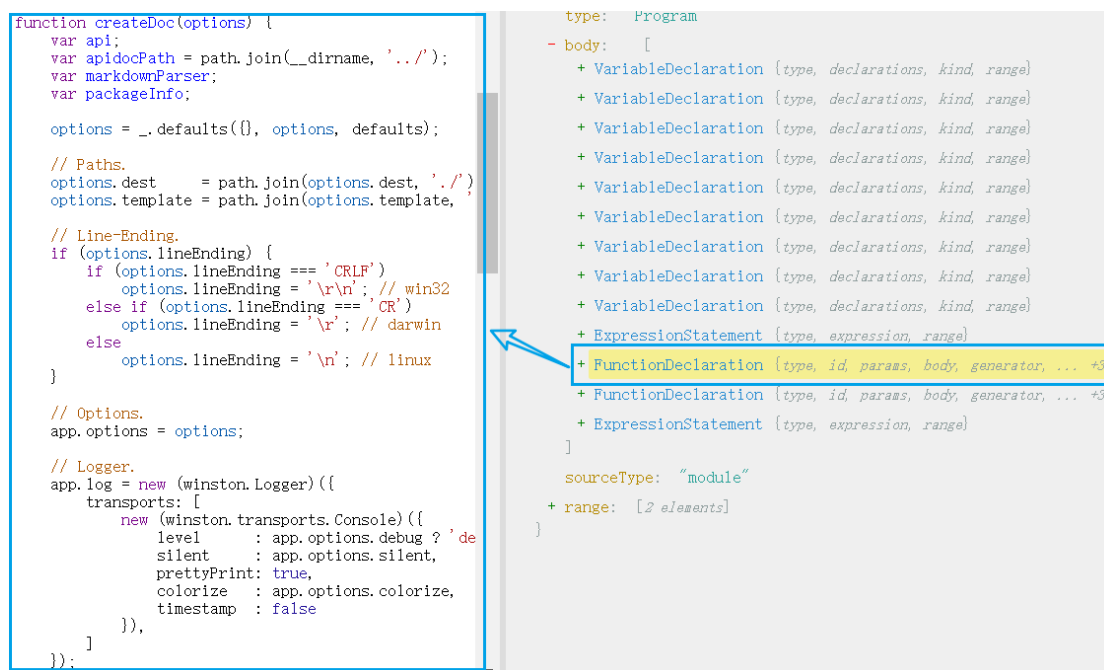 function createDoc(options) {
    var api;
    var apidocPath = path.join(__dirname, '../');
    var markdownParser;
    var packageInfo;
    options = _.defaults({}, options, defaults);
    // Paths.
    options.dest     = path.join(options.dest, './')
    options.template = path.join(options.template, '
    // Line-Ending.
    if (options.lineEnding) {
        if (options.lineEnding === 'CRLF')
            options.lineEnding = '\r\n'; // win32
        else if (options.lineEnding === 'CR')
            options.lineEnding = '\r'; // darwin
        else
            options.lineEnding = '\n'; // linux
    }
    // Options.
    app.options = options;
    // Logger.
    app.log = new (winston.Logger)({
        transports: [
            new (winston.transports.Console)({
                level      : app.options.debug ? 'de
                silent     : app.options.silent,
                prettyPrint: true,
                colorize   : app.options.colorize,
                timestamp  : false
            }),
        ]
    });
type: Program
- body: [
+ VariableDeclaration {type, declarations, kind, range}
+ VariableDeclaration {type, declarations, kind, range}
+ VariableDeclaration {type, declarations, kind, range}
+ VariableDeclaration {type, declarations, kind, range}
+ VariableDeclaration {type, declarations, kind, range}
+ VariableDeclaration {type, declarations, kind, range}
+ VariableDeclaration {type, declarations, kind, range}
+ VariableDeclaration {type, declarations, kind, range}
+ VariableDeclaration {type, declarations, kind, range}
+ ExpressionStatement {type, expression, range}
+ FunctionDeclaration {type, id, params, body, generator, ... +3
+ FunctionDeclaration {type, id, params, body, generator, ... +3
+ ExpressionStatement {type, expression, range}
]
sourceType: "module"
+ range: [2 elements]
}